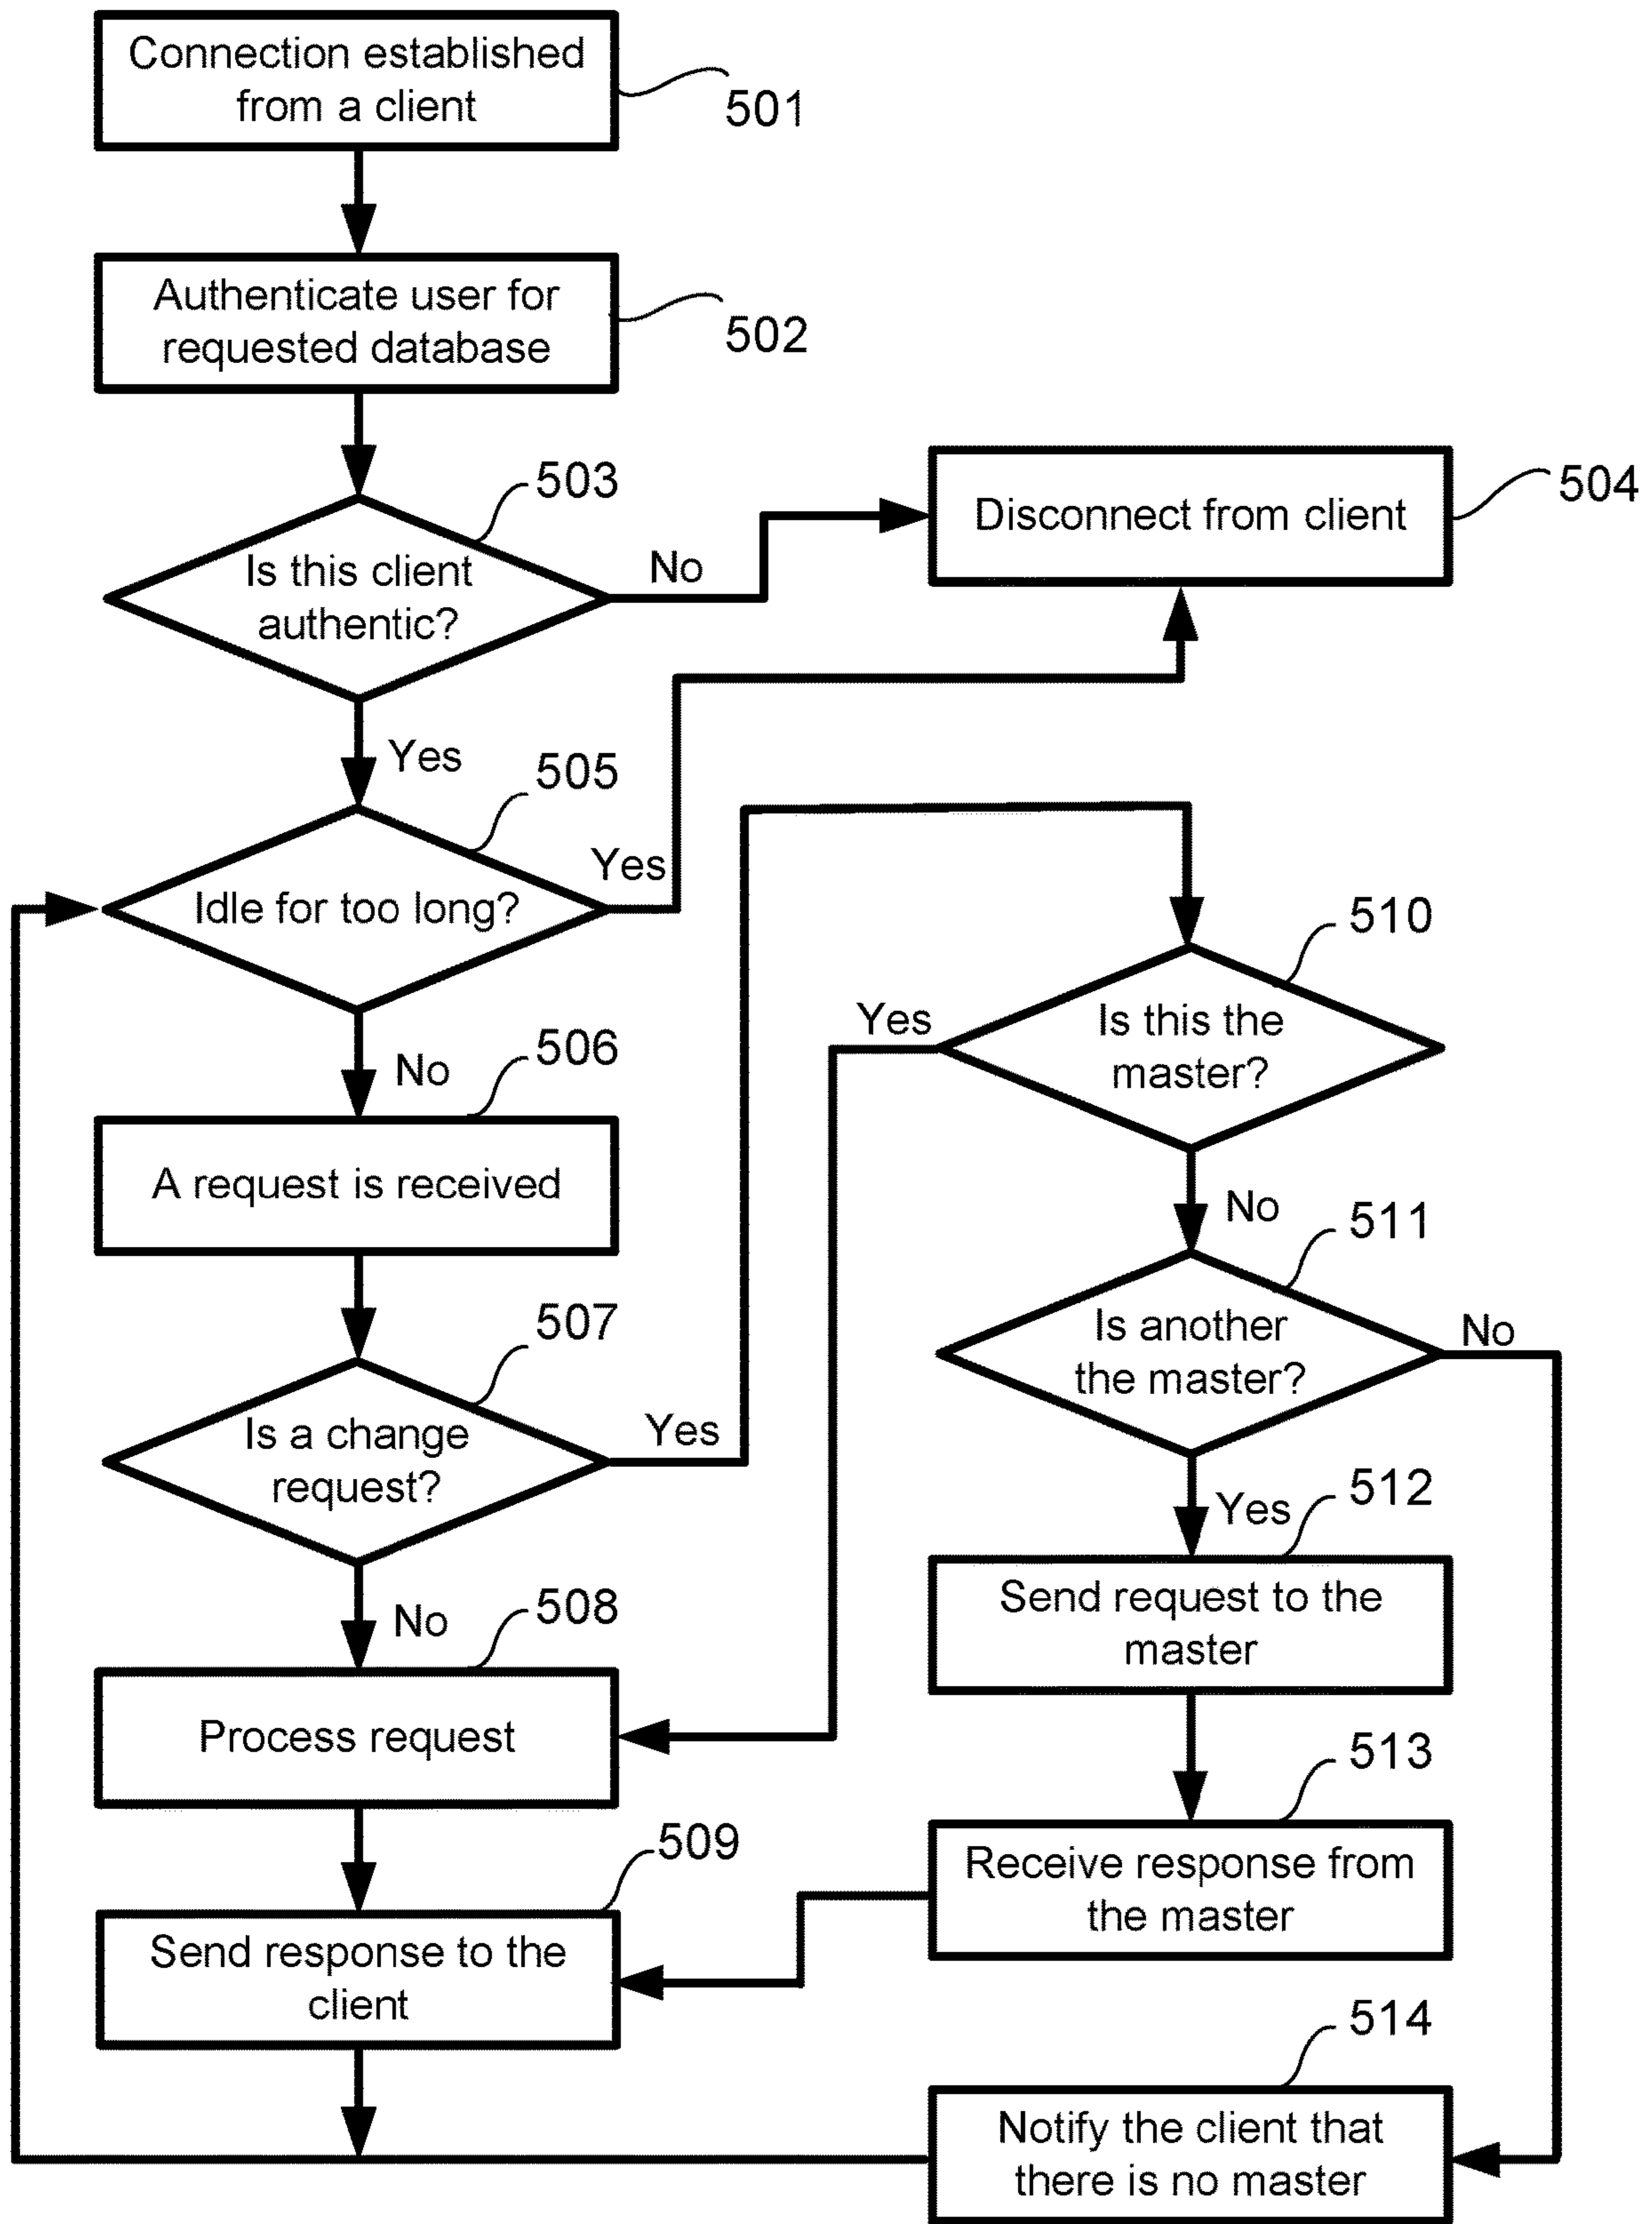 Connection established
from a client
501
Authenticate user for
requested database
502
503
Is this client
authentic?
No
Disconnect from client
504
Yes
505
Idle for too long?
Yes
No
506
A request is received
507
Is a change
request?
Yes
No
508
Process request
509
Send response to the
client
510
Is this the
master?
Yes
No
511
Is another
the master?
No
Yes
512
Send request to the
master
513
Receive response from
the master
514
Notify the client that
there is no master